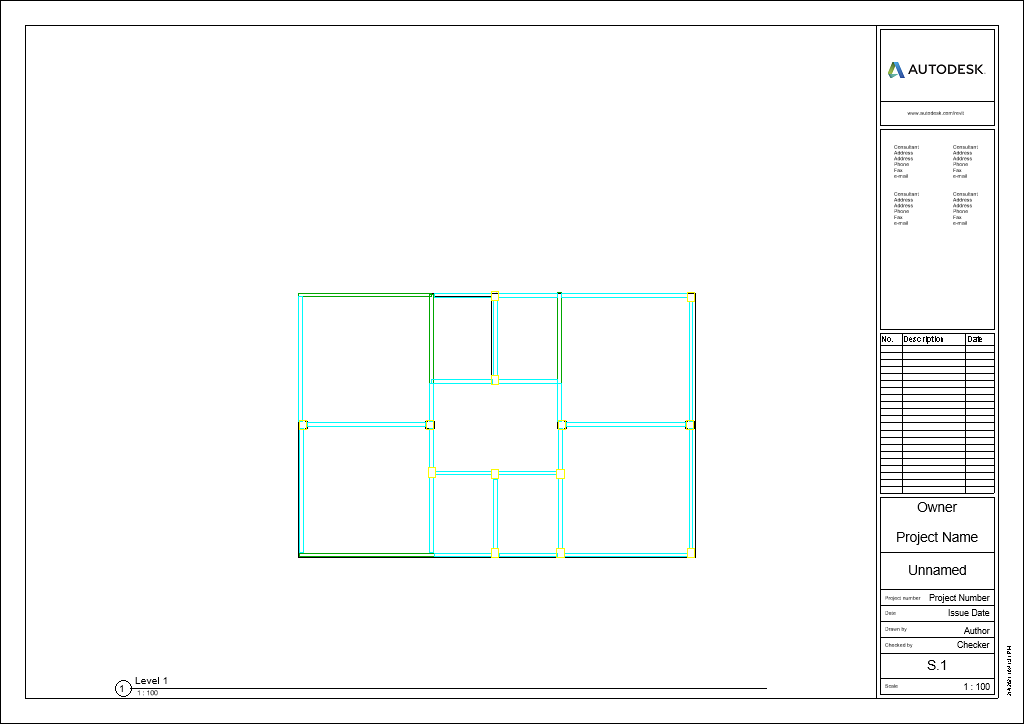 AUTODESK
www.autodesk.com/revit
Consultant
Address
Address
Phone
Fax
e-mail
Consultant
Address
Address
Phone
Fax
e-mail
Consultant
Address
Address
Phone
Fax
e-mail
Consultant
Address
Address
Phone
Fax
e-mail
No. Description Date
Owner
Project Name
Unnamed
Project number Project Number
Date Issue Date
Drawn by Author
Checked by Checker
S.1
Scale 1 : 100
1 Level 1
1 : 100